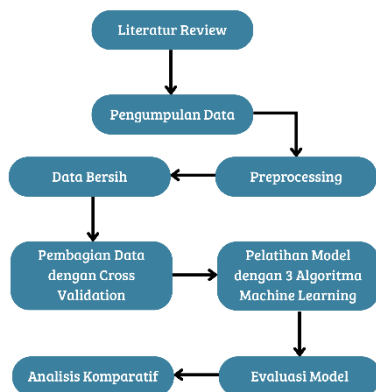 Literatur Review
Pengumpulan Data
Preprocessing
Data Bersih
Pembagian Data
dengan Cross
Validation
Pelatihan Model
dengan 3 Algoritma
Machine Learning
Evaluasi Model
Analisis Komparatif